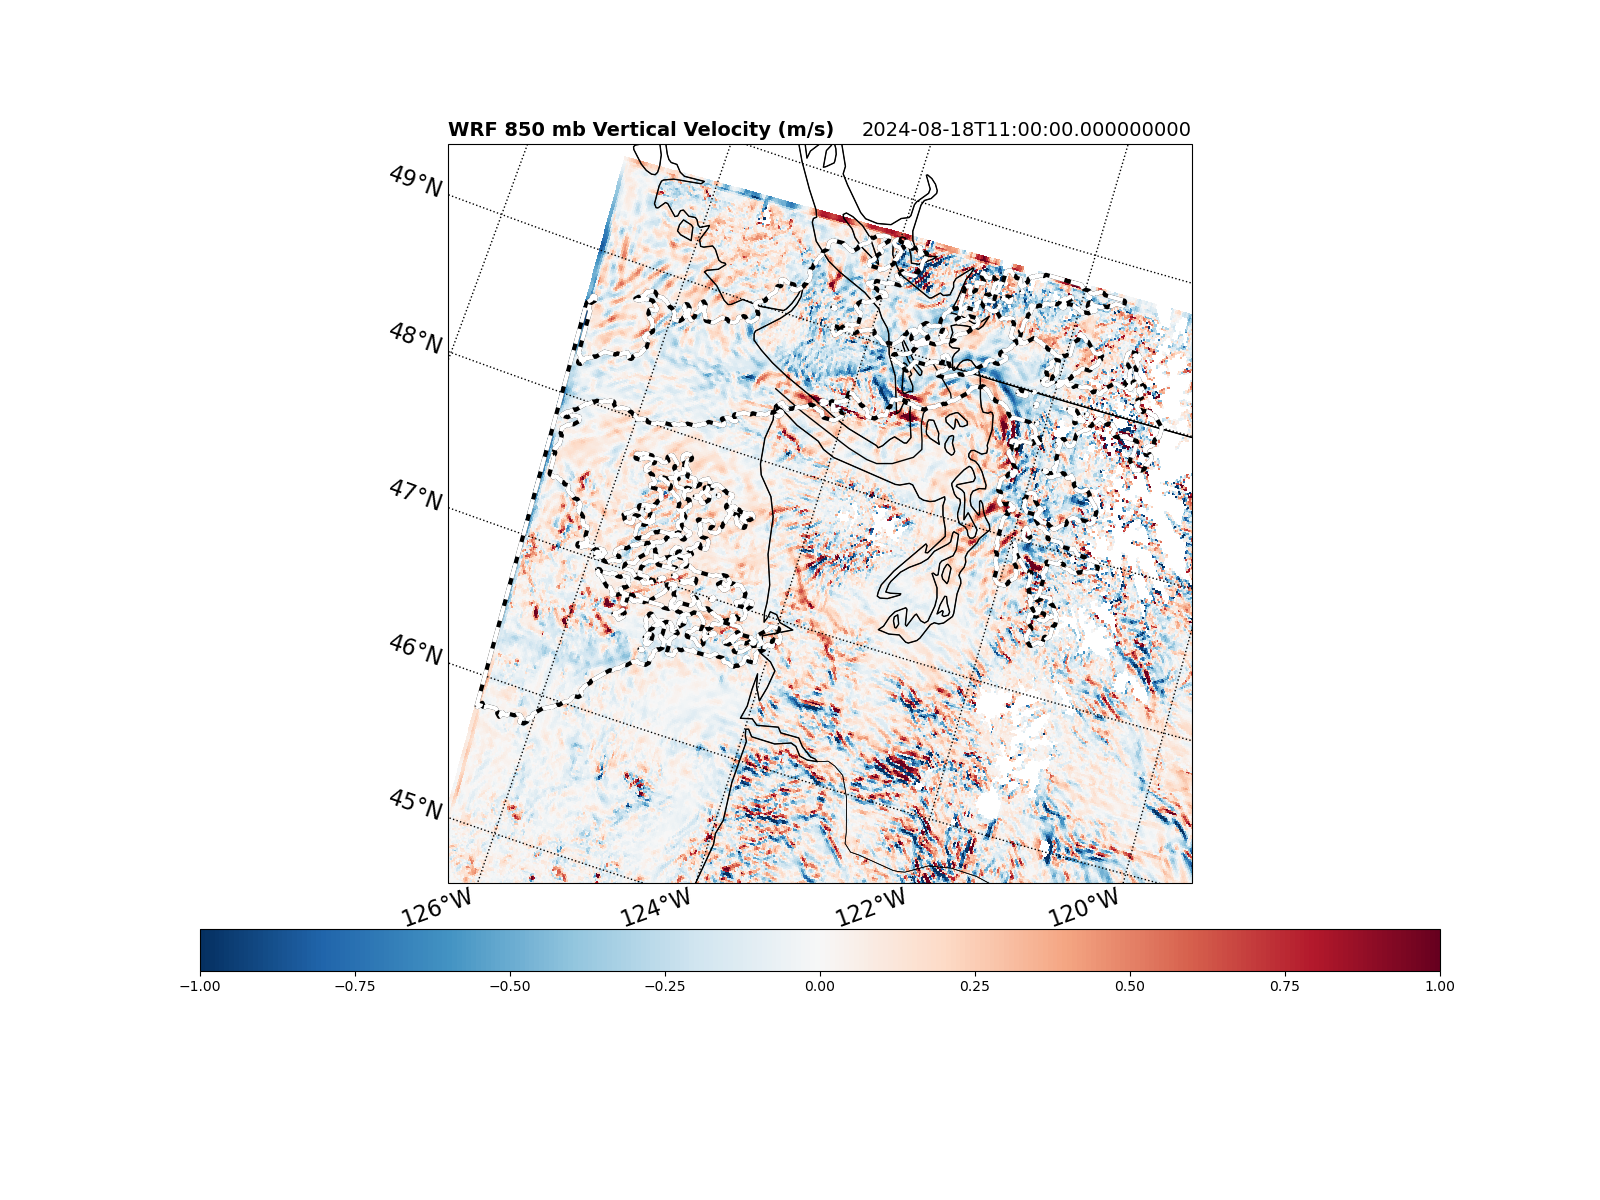 WRF 850 mb Vertical Velocity (m/s) 2024-08-18T11:00:00.000000000
49°N
48°N
47°N
46°N
45°N
126°W 124°W 122°W 120°W
−1.00 −0.75 −0.50 −0.25 0.00 0.25 0.50 0.75 1.00